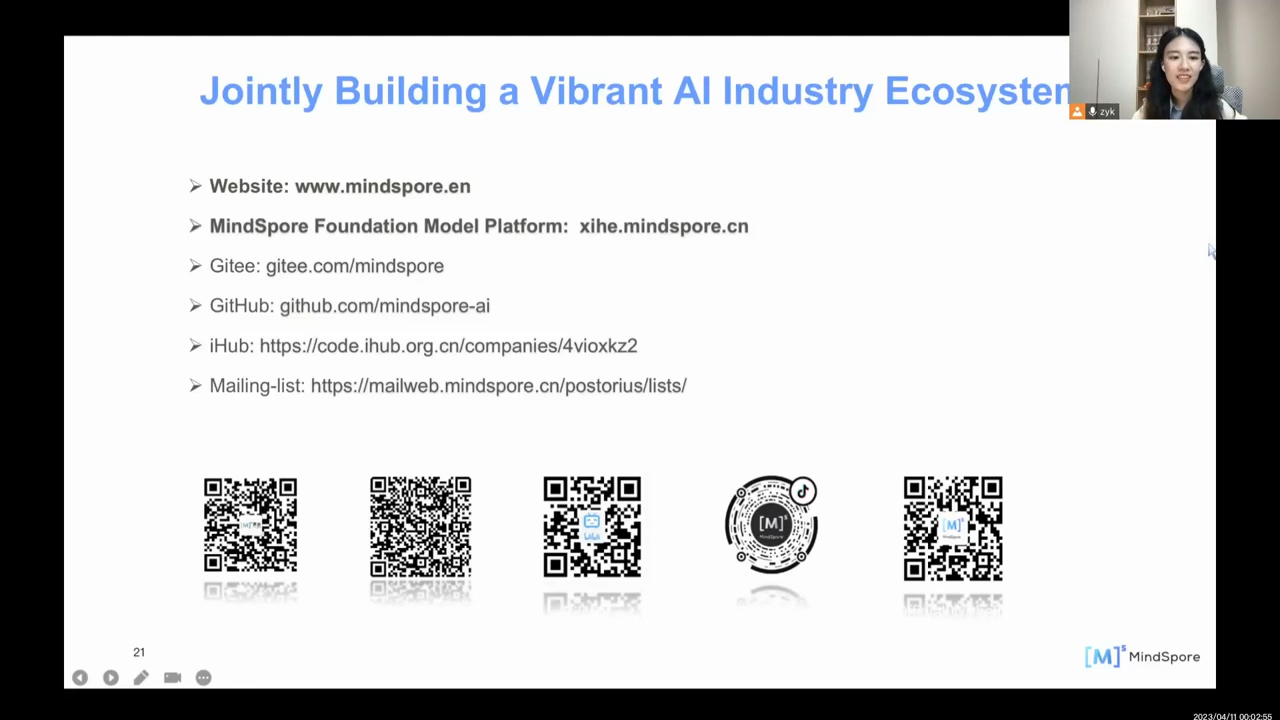 Jointly Building a Vibrant AI Industry Ecosystem
zyk
➢ Website: www.mindspore.en
➢ MindSpore Foundation Model Platform: xihe.mindspore.cn
➢ Gitee: gitee.com/mindspore
➢ GitHub: github.com/mindspore-ai
➢ iHub: https://code.ihub.org.cn/companies/4vioxkz2
➢ Mailing-list: https://mailweb.mindspore.cn/postorius/lists/
[M]s
MindSpore
[M]s
MindSpore
21
[M]s MindSpore
2023/04/11 00:02:55